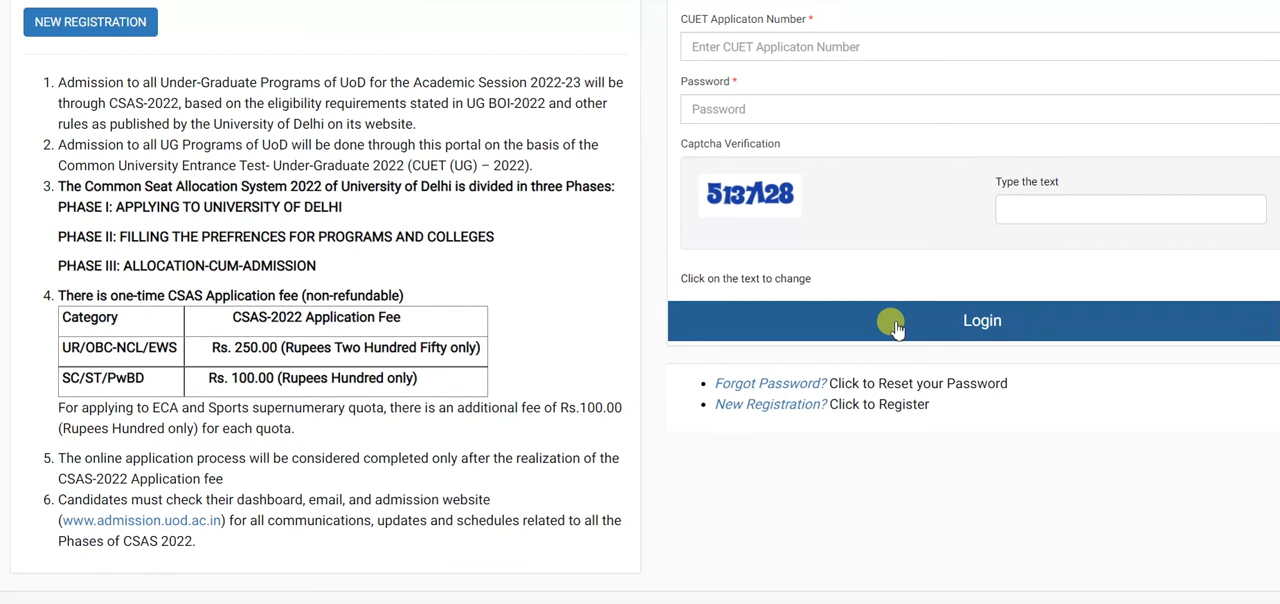 NEW REGISTRATION
1. Admission to all Under-Graduate Programs of UoD for the Academic Session 2022-23 will be
through CSAS-2022, based on the eligibility requirements stated in UG BOI-2022 and other
rules as published by the University of Delhi on its website.
2. Admission to all UG Programs of UoD will be done through this portal on the basis of the
Common University Entrance Test- Under-Graduate 2022 (CUET (UG) – 2022).
3. The Common Seat Allocation System 2022 of University of Delhi is divided in three Phases:
PHASE I: APPLYING TO UNIVERSITY OF DELHI
PHASE II: FILLING THE PREFRENCES FOR PROGRAMS AND COLLEGES
PHASE III: ALLOCATION-CUM-ADMISSION
4. There is one-time CSAS Application fee (non-refundable)
Category CSAS-2022 Application Fee
UR/OBC-NCL/EWS Rs. 250.00 (Rupees Two Hundred Fifty only)
SC/ST/PwBD Rs. 100.00 (Rupees Hundred only)
For applying to ECA and Sports supernumerary quota, there is an additional fee of Rs.100.00
(Rupees Hundred only) for each quota.
5. The online application process will be considered completed only after the realization of the
CSAS-2022 Application fee
6. Candidates must check their dashboard, email, and admission website
(www.admission.uod.ac.in) for all communications, updates and schedules related to all the
Phases of CSAS 2022.
CUET Applicaton Number *
Enter CUET Applicaton Number
Password *
Password
Captcha Verification
5137128
Type the text
Click on the text to change
Login
• Forgot Password? Click to Reset your Password
• New Registration? Click to Register